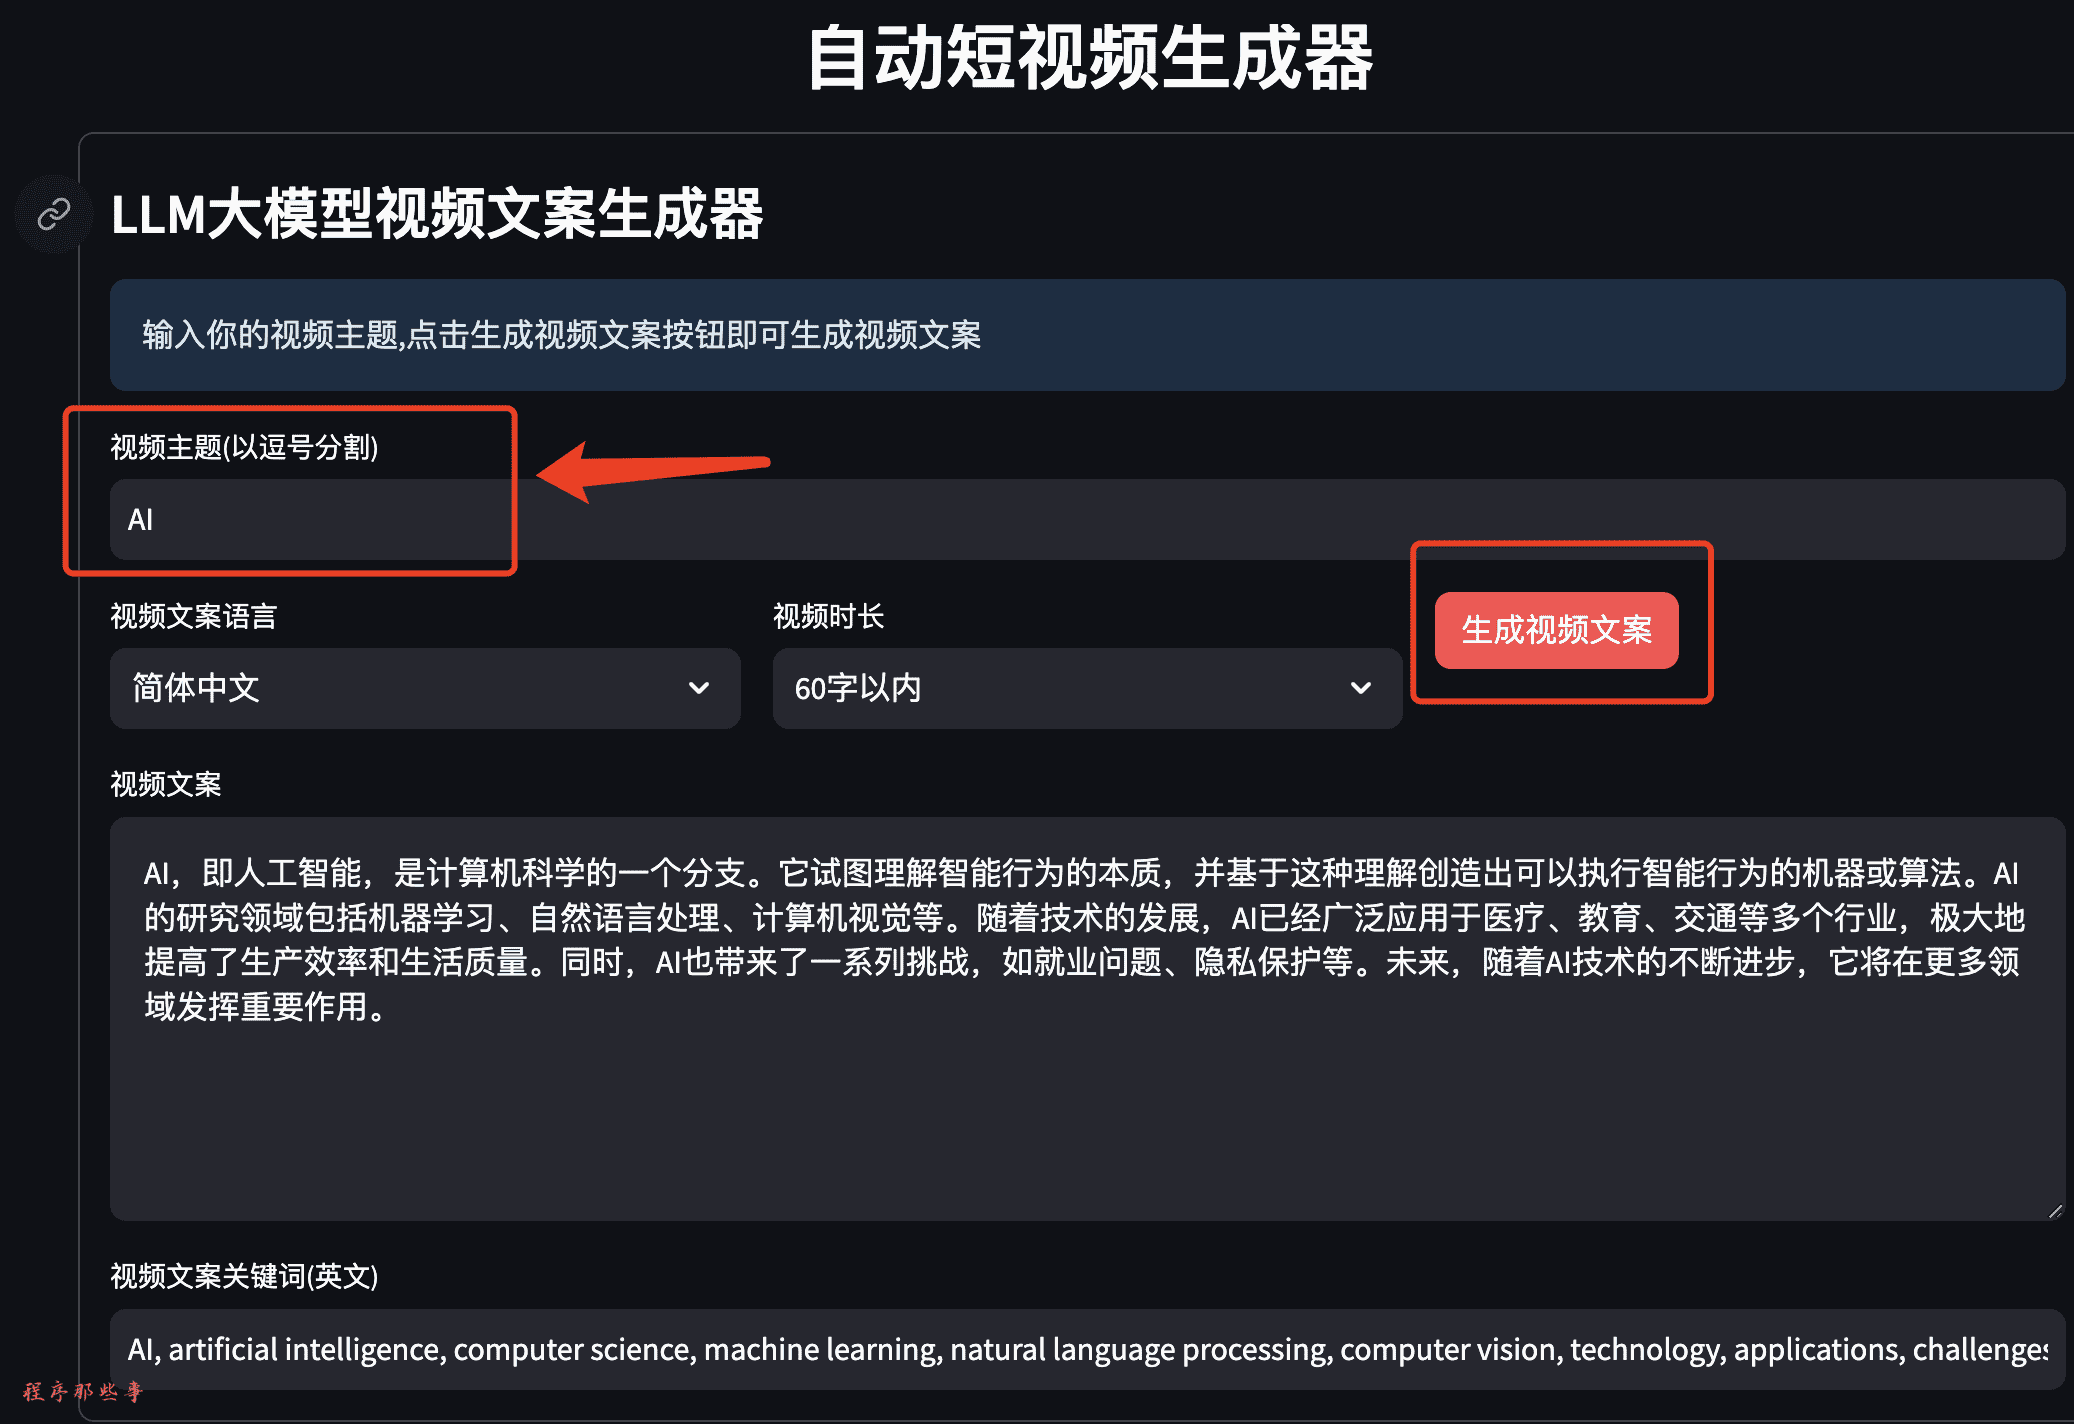 自动短视频生成器
LLM大模型视频文案生成器
输入你的视频主题,点击生成视频文案按钮即可生成视频文案
视频主题(以逗号分割)
AI
视频文案语言
视频时长
生成视频文案
简体中文
60字以内
视频文案
AI，即人工智能，是计算机科学的一个分支。它试图理解智能行为的本质，并基于这种理解创造出可以执行智能行为的机器或算法。AI
的研究领域包括机器学习、自然语言处理、计算机视觉等。随着技术的发展，AI已经广泛应用于医疗、教育、交通等多个行业，极大地
提高了生产效率和生活质量。同时，AI也带来了一系列挑战，如就业问题、隐私保护等。未来，随着AI技术的不断进步，它将在更多领
域发挥重要作用。
视频文案关键词(英文)
AI, artificial intelligence, computer science, machine learning, natural language processing, computer vision, technology, applications, challenges
程序那些事